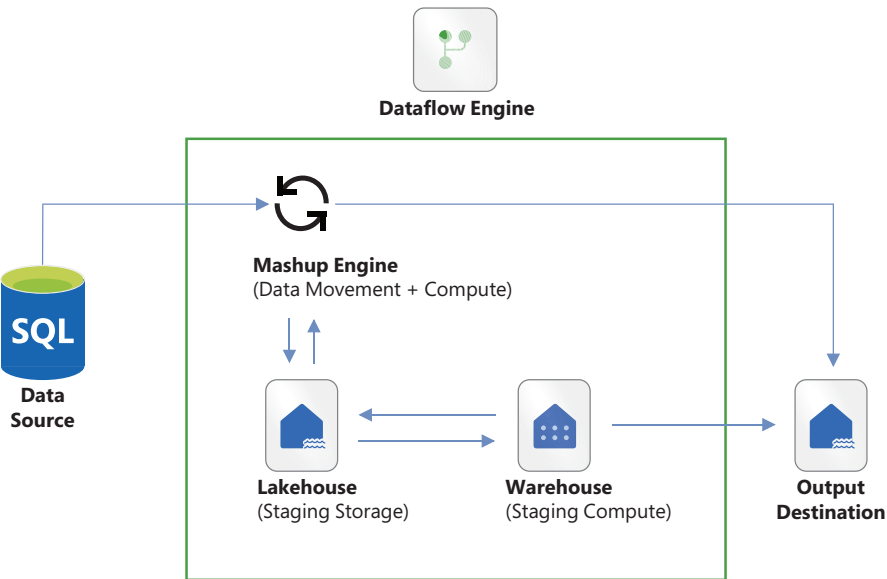 Dataflow Engine
Mashup Engine
(Data Movement + Compute)
SQL
Data
Source
Lakehouse
(Staging Storage)
Warehouse
(Staging Compute)
Output
Destination